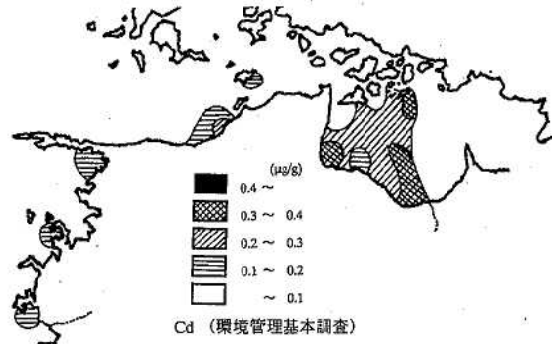 (μg/g)
0.4 ～
0.3 ～ 0.4
0.2 ～ 0.3
0.1 ～ 0.2
～ 0.1
Cd （環境管理基本調査）